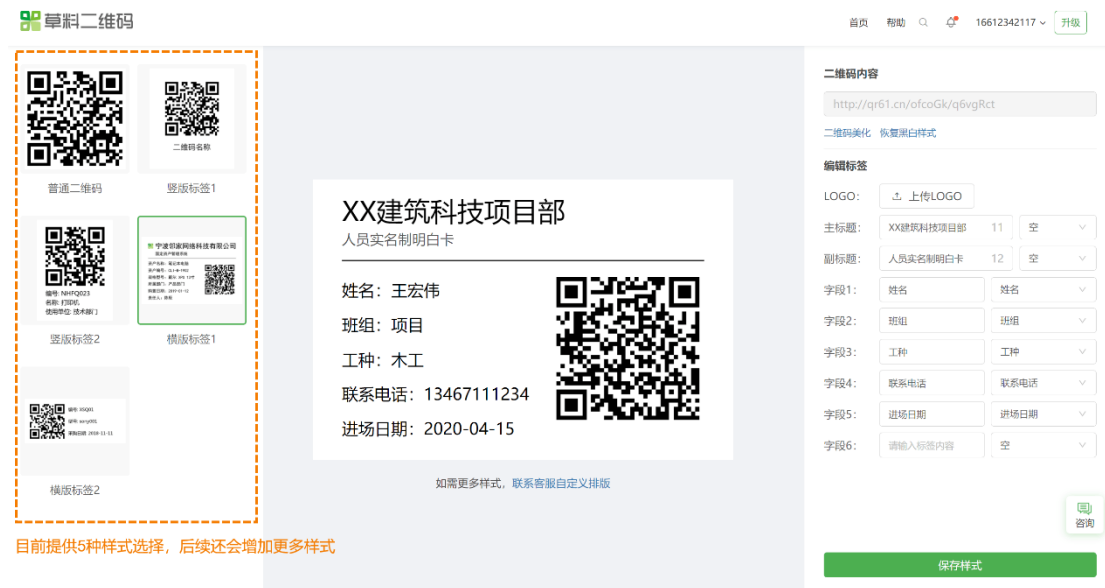 草料二维码
首页 帮助 16612342117 升级
二维码名称
普通二维码 竖版标签1
编号: NHFQ023
名称: 打印机
使用单位: 技术部门
宁波邻家网络科技有限公司
固定资产管理系统
竖版标签2 横版标签1
横版标签2
目前提供5种样式选择，后续还会增加更多样式
XX建筑科技项目部
人员实名制明白卡
姓名：王宏伟
班组：项目
工种：木工
联系电话：13467111234
进场日期：2020-04-15
如需更多样式，联系客服自定义排版
二维码内容
http://qr61.cn/ofcoGk/q6vgRct
二维码美化 恢复黑白样式
编辑标签
LOGO: 上传LOGO
主标题: XX建筑科技项目部 11 空
副标题: 人员实名制明白卡 12 空
字段1: 姓名 姓名
字段2: 班组 班组
字段3: 工种 工种
字段4: 联系电话 联系电话
字段5: 进场日期 进场日期
字段6: 请输入标签内容 空
咨询
保存样式